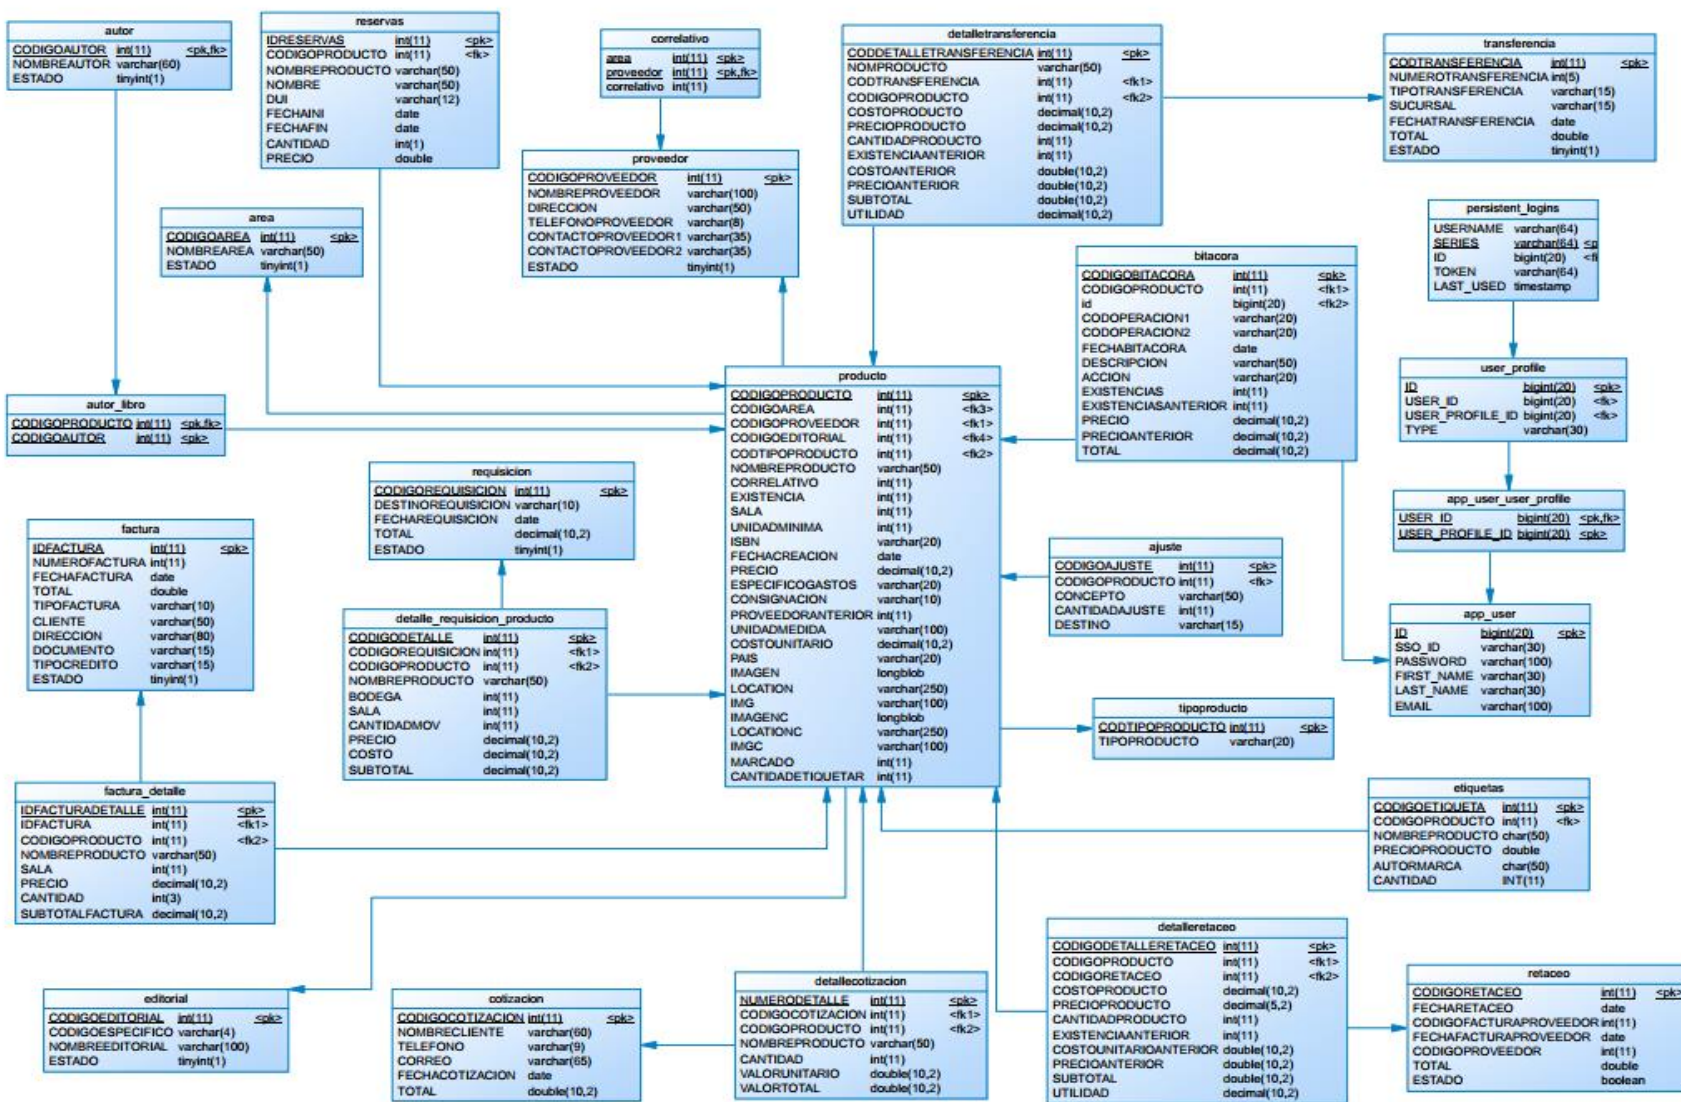 autor
CODIGOAUTOR int(11) <pk,fk>
NOMBREAUTOR varchar(60)
ESTADO tinyint(1)
reservas
IDRESERVAS int(11) <pk>
CODIGOPRODUCTO int(11) <fk>
NOMBREPRODUCTO varchar(50)
NOMBRE varchar(50)
DUI varchar(12)
FECHAINI date
FECHAFIN date
CANTIDAD int(1)
PRECIO double
correlativo
area int(11) <pk>
proveedor int(11) <pk,fk>
correlativo int(11)
detalletransferencia
CODDETALLETRANSFERENCIA int(11) <pk>
NOMPRODUCTO varchar(50)
CODTRANSFERENCIA int(11) <fk1>
CODIGOPRODUCTO int(11) <fk2>
COSTOPRODUCTO decimal(10,2)
PRECIOPRODUCTO decimal(10,2)
CANTIDADPRODUCTO int(11)
EXISTENCIAANTERIOR int(11)
COSTOANTERIOR double(10,2)
PRECIOANTERIOR double(10,2)
SUBTOTAL double(10,2)
UTILIDAD decimal(10,2)
transferencia
CODTRANSFERENCIA int(11) <pk>
NUMEROTRANSFERENCIA int(5)
TIPOTRANSFERENCIA varchar(15)
SUCURSAL varchar(15)
FECHATRANSFERENCIA date
TOTAL double
ESTADO tinyint(1)
proveedor
CODIGOPROVEEDOR int(11) <pk>
NOMBREPROVEEDOR varchar(100)
DIRECCION varchar(50)
TELEFONOPROVEEDOR varchar(8)
CONTACTOPROVEEDOR1 varchar(35)
CONTACTOPROVEEDOR2 varchar(35)
ESTADO tinyint(1)
area
CODIGOAREA int(11) <pk>
NOMBREAREA varchar(50)
ESTADO tinyint(1)
persistent_logins
USERNAME varchar(64)
SERIES varchar(64) <p
ID bigint(20) <fl
TOKEN varchar(64)
LAST_USED timestamp
bitacora
CODIGOBITACORA int(11) <pk>
CODIGOPRODUCTO int(11) <fk1>
id bigint(20) <fk2>
CODOPERACION1 varchar(20)
CODOPERACION2 varchar(20)
FECHABITACORA date
DESCRIPCION varchar(50)
ACCION varchar(20)
EXISTENCIAS int(11)
EXISTENCIASANTERIOR int(11)
PRECIO decimal(10,2)
PRECIOANTERIOR decimal(10,2)
TOTAL decimal(10,2)
user_profile
ID bigint(20) <pk>
USER_ID bigint(20) <fk>
USER_PROFILE_ID bigint(20) <fk>
TYPE varchar(30)
autor_libro
CODIGOPRODUCTO int(11) <pk,fk>
CODIGOAUTOR int(11) <pk>
producto
CODIGOPRODUCTO int(11) <pk>
CODIGOAREA int(11) <fk3>
CODIGOPROVEEDOR int(11) <fk1>
CODIGOEDITORIAL int(11) <fk4>
CODTIPOPRODUCTO int(11) <fk2>
NOMBREPRODUCTO varchar(50)
CORRELATIVO int(11)
EXISTENCIA int(11)
SALA int(11)
UNIDADMINIMA int(11)
ISBN varchar(20)
FECHACREACION date
PRECIO decimal(10,2)
ESPECIFICOGASTOS varchar(20)
CONSIGNACION varchar(10)
PROVEEDORANTERIOR int(11)
UNIDADMEDIDA varchar(100)
COSTOUNITARIO decimal(10,2)
PAIS varchar(20)
IMAGEN longblob
LOCATION varchar(250)
IMG varchar(100)
IMAGENC longblob
LOCATIONC varchar(250)
IMGC varchar(100)
MARCADO int(11)
CANTIDADETIQUETAR int(11)
requisicion
CODIGOREQUISICION int(11) <pk>
DESTINOREQUISICION varchar(10)
FECHAREQUISICION date
TOTAL decimal(10,2)
ESTADO tinyint(1)
app_user_user_profile
USER_ID bigint(20) <pk,fk>
USER_PROFILE_ID bigint(20) <pk>
factura
IDFACTURA int(11) <pk>
NUMEROFACTURA int(11)
FECHAFACTURA date
TOTAL double
TIPOFACTURA varchar(10)
CLIENTE varchar(50)
DIRECCION varchar(80)
DOCUMENTO varchar(15)
TIPOCREDITO varchar(15)
ESTADO tinyint(1)
ajuste
CODIGOAJUSTE int(11) <pk>
CODIGOPRODUCTO int(11) <fk>
CONCEPTO varchar(50)
CANTIDADAJUSTE int(11)
DESTINO varchar(15)
detalle_requisicion_producto
CODIGODETALLE int(11) <pk>
CODIGOREQUISICION int(11) <fk1>
CODIGOPRODUCTO int(11) <fk2>
NOMBREPRODUCTO varchar(50)
BODEGA int(11)
SALA int(11)
CANTIDADMOV int(11)
PRECIO decimal(10,2)
COSTO decimal(10,2)
SUBTOTAL decimal(10,2)
app_user
ID bigint(20) <pk>
SSO_ID varchar(30)
PASSWORD varchar(100)
FIRST_NAME varchar(30)
LAST_NAME varchar(30)
EMAIL varchar(100)
tipoproducto
CODTIPOPRODUCTO int(11) <pk>
TIPOPRODUCTO varchar(20)
factura_detalle
IDFACTURADETALLE int(11) <pk>
IDFACTURA int(11) <fk1>
CODIGOPRODUCTO int(11) <fk2>
NOMBREPRODUCTO varchar(50)
SALA int(11)
PRECIO decimal(10,2)
CANTIDAD int(3)
SUBTOTALFACTURA decimal(10,2)
etiquetas
CODIGOETIQUETA int(11) <pk>
CODIGOPRODUCTO int(11) <fk>
NOMBREPRODUCTO char(50)
PRECIOPRODUCTO double
AUTORMARCA char(50)
CANTIDAD INT(11)
editorial
CODIGOEDITORIAL int(11) <pk>
CODIGOESPECIFICO varchar(4)
NOMBREEDITORIAL varchar(100)
ESTADO tinyint(1)
cotizacion
CODIGOCOTIZACION int(11) <pk>
NOMBRECLIENTE varchar(60)
TELEFONO varchar(9)
CORREO varchar(65)
FECHACOTIZACION date
TOTAL double(10,2)
detallecotizacion
NUMERODETALLE int(11) <pk>
CODIGOCOTIZACION int(11) <fk1>
CODIGOPRODUCTO int(11) <fk2>
NOMBREPRODUCTO varchar(50)
CANTIDAD int(11)
VALORUNITARIO double(10,2)
VALORTOTAL double(10,2)
detalleretaceo
CODIGODETALLERETACEO int(11) <pk>
CODIGOPRODUCTO int(11) <fk1>
CODIGORETACEO int(11) <fk2>
COSTOPRODUCTO decimal(10,2)
PRECIOPRODUCTO decimal(5,2)
CANTIDADPRODUCTO int(11)
EXISTENCIAANTERIOR int(11)
COSTOUNITARIOANTERIOR double(10,2)
PRECIOANTERIOR double(10,2)
SUBTOTAL double(10,2)
UTILIDAD decimal(10,2)
retaceo
CODIGORETACEO int(11) <pk>
FECHARETACEO date
CODIGOFACTURAPROVEEDOR int(11)
FECHAFACTURAPROVEEDOR date
CODIGOPROVEEDOR int(11)
TOTAL double
ESTADO boolean